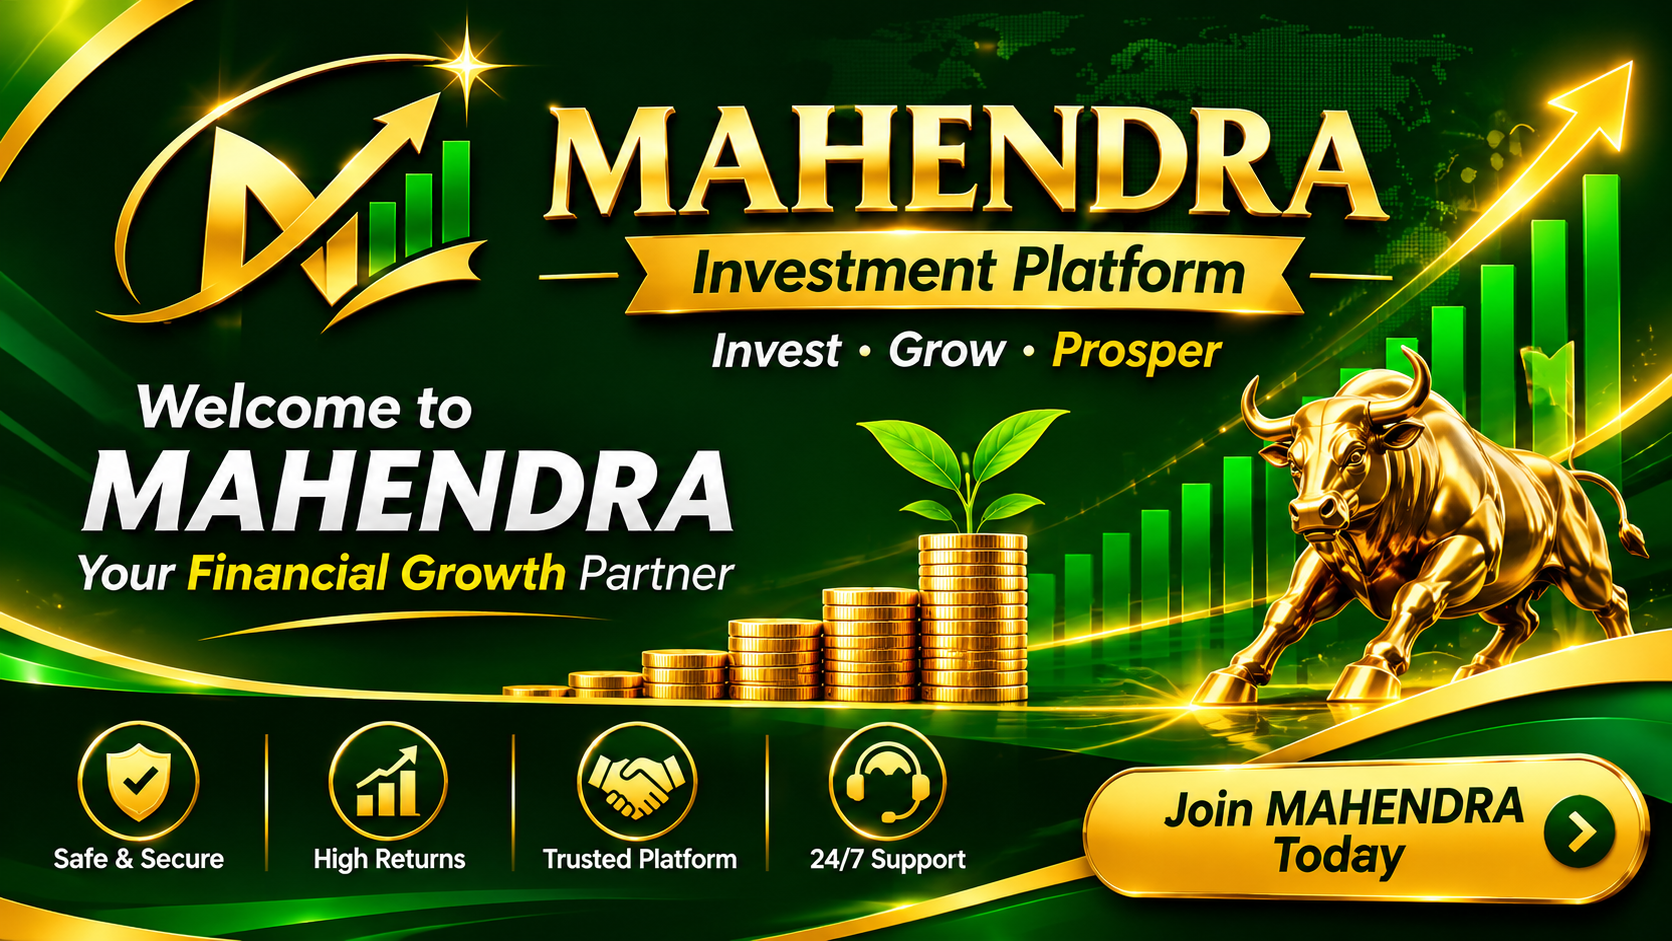 MAHENDRA
Investment Platform
Invest • Grow • Prosper
Welcome to
MAHENDRA
Your Financial Growth Partner
Safe & Secure
High Returns
Trusted Platform
24/7 Support
Join MAHENDRA
Today